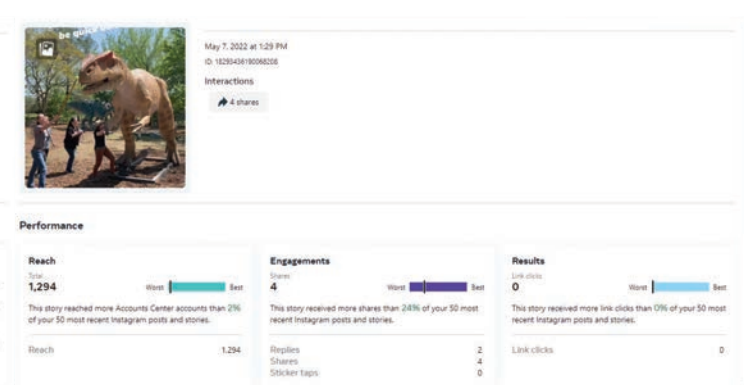 be quick
May 7, 2022 at 1:29 PM
Interactions
4 shares
Performance
Reach
Total
1,294
Worst
Best
This story reached more Accounts Center accounts than 2%
of your 50 most recent Instagram posts and stories.
Reach
1,294
Engagements
Shares
4
Worst
Best
This story received more shares than 24% of your 50 most
recent Instagram posts and stories.
Replies
2
Shares
4
Sticker taps
0
Results
Link clicks
0
Worst
Best
This story received more link clicks than 0% of your 50 most
recent Instagram posts and stories.
Link clicks
0